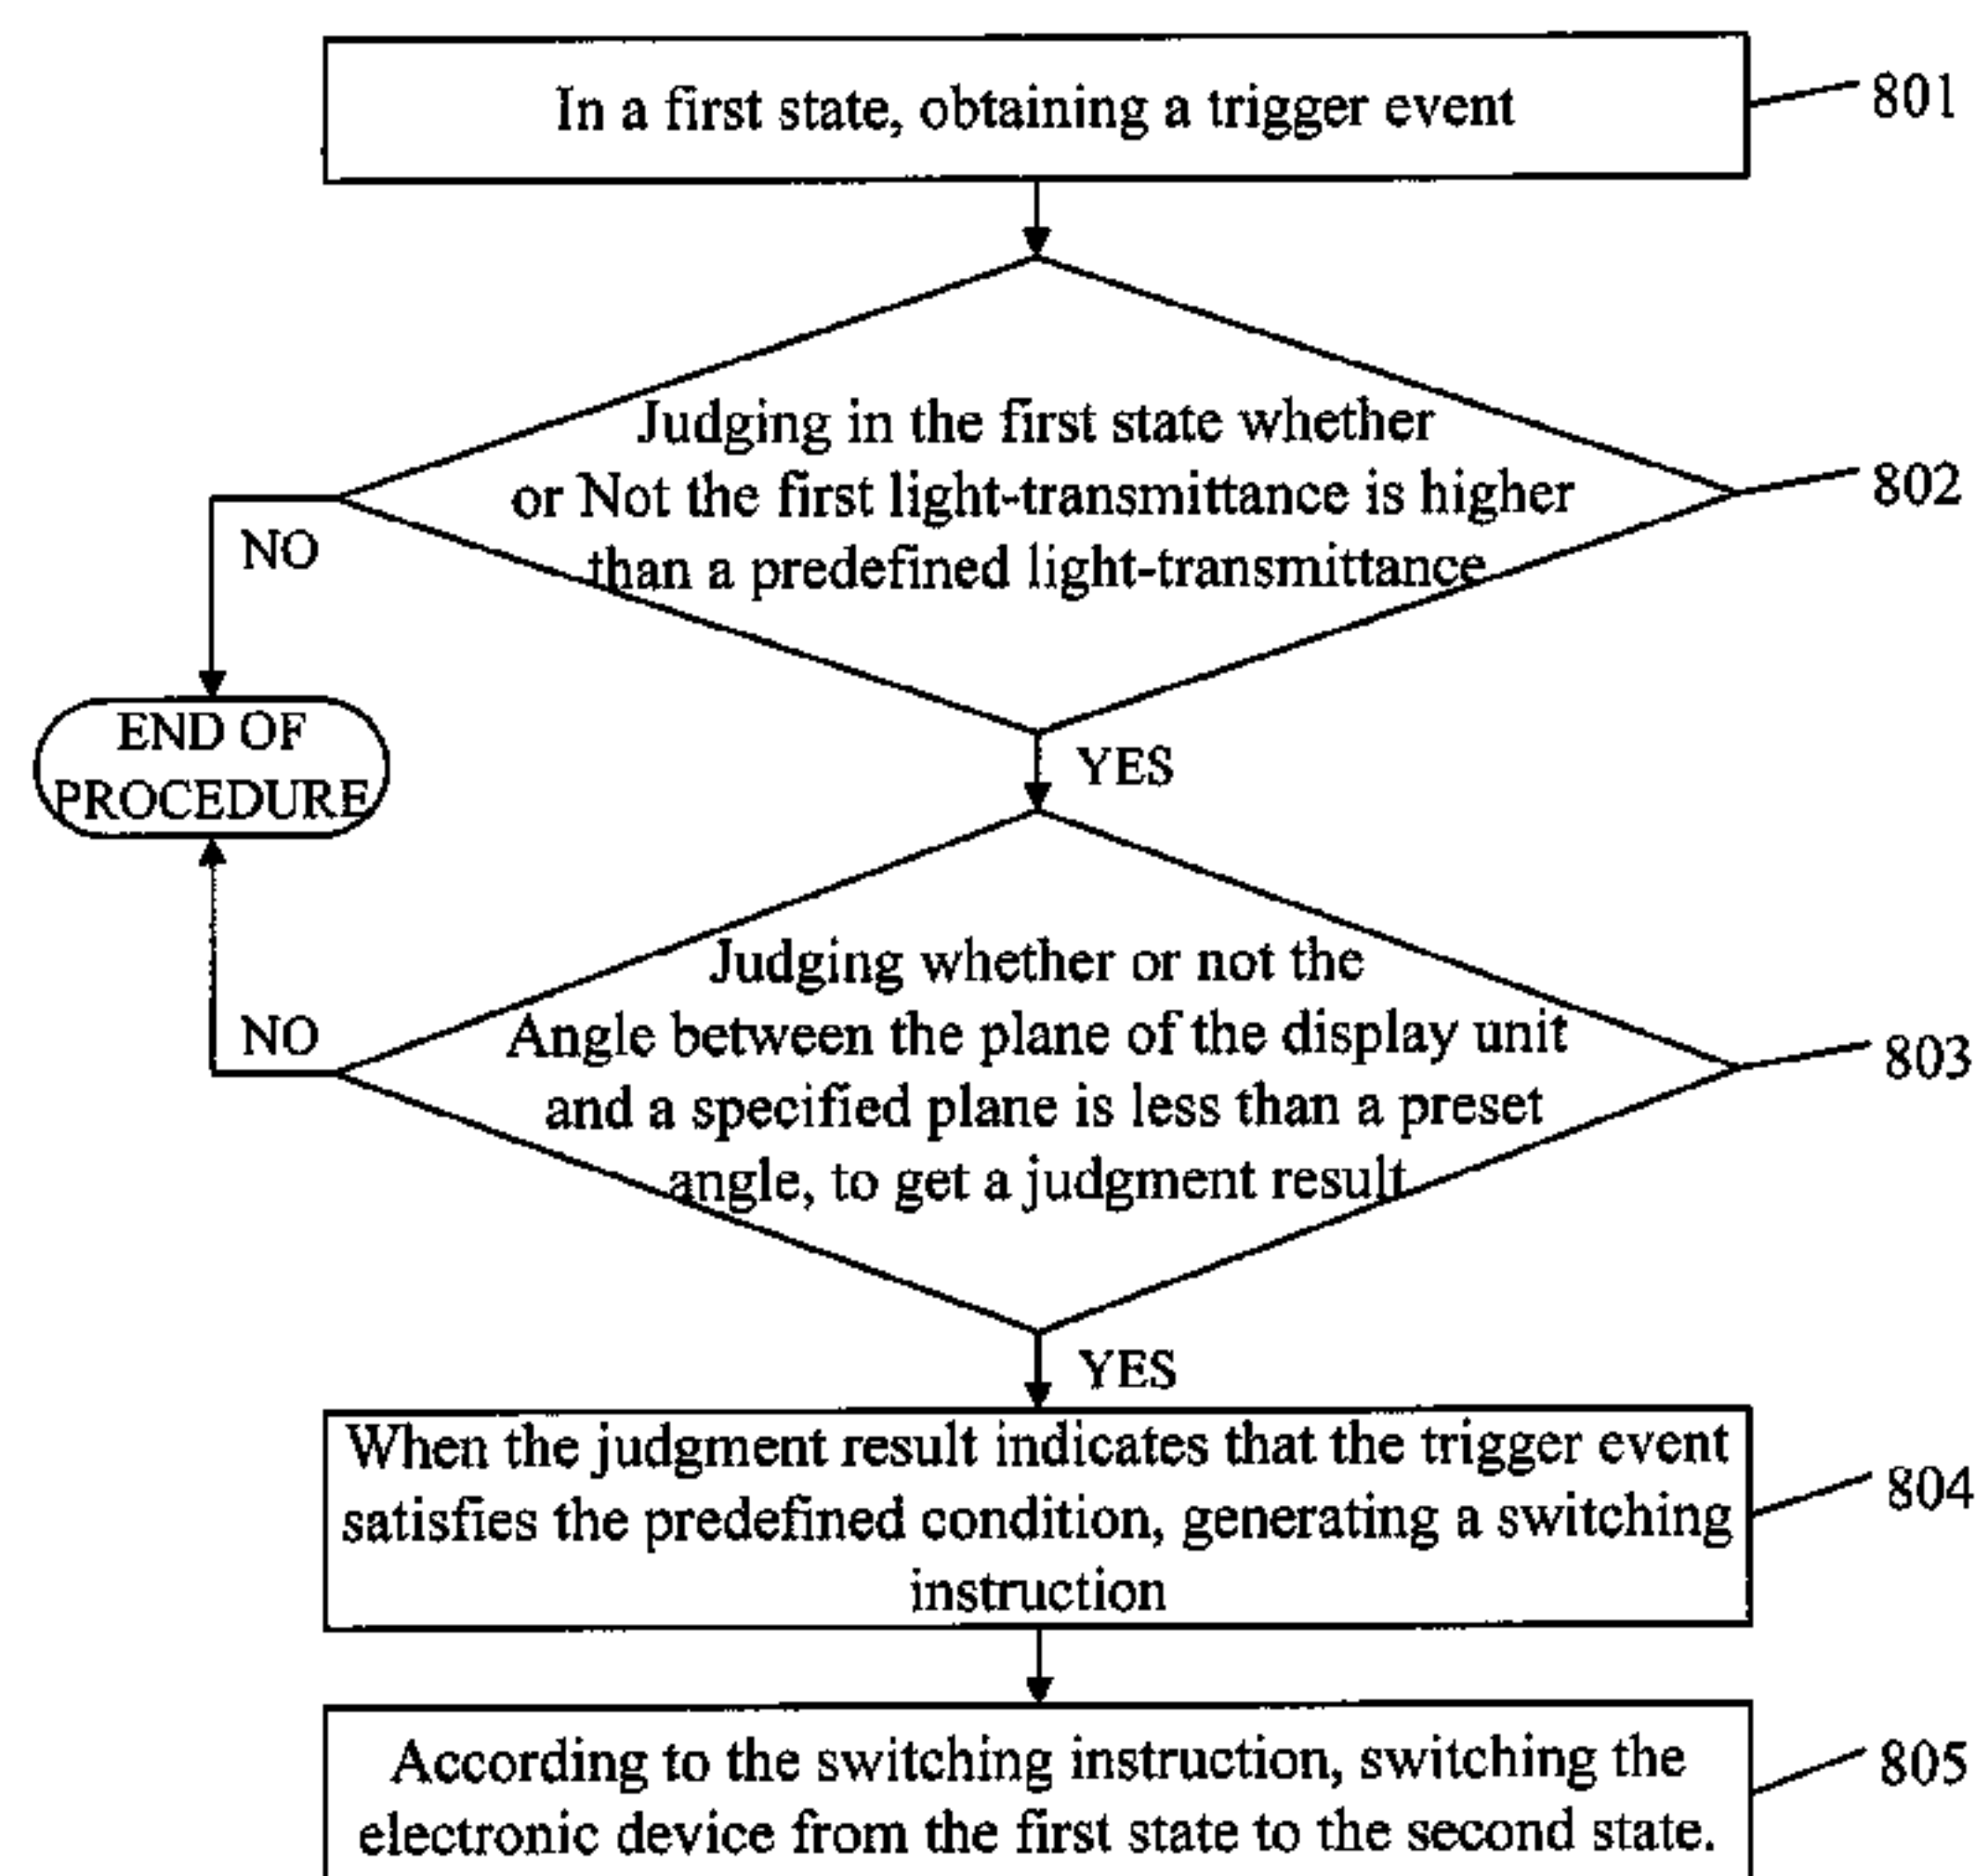 In a first state, obtaining a trigger event
801
Judging in the first state whether
or Not the first light-transmittance is higher
than a predefined light-transmittance
802
NO
END OF
PROCEDURE
YES
Judging whether or not the
Angle between the plane of the display unit
and a specified plane is less than a preset
angle, to get a judgment result
803
NO
YES
When the judgment result indicates that the trigger event
satisfies the predefined condition, generating a switching
instruction
804
According to the switching instruction, switching the
electronic device from the first state to the second state.
805